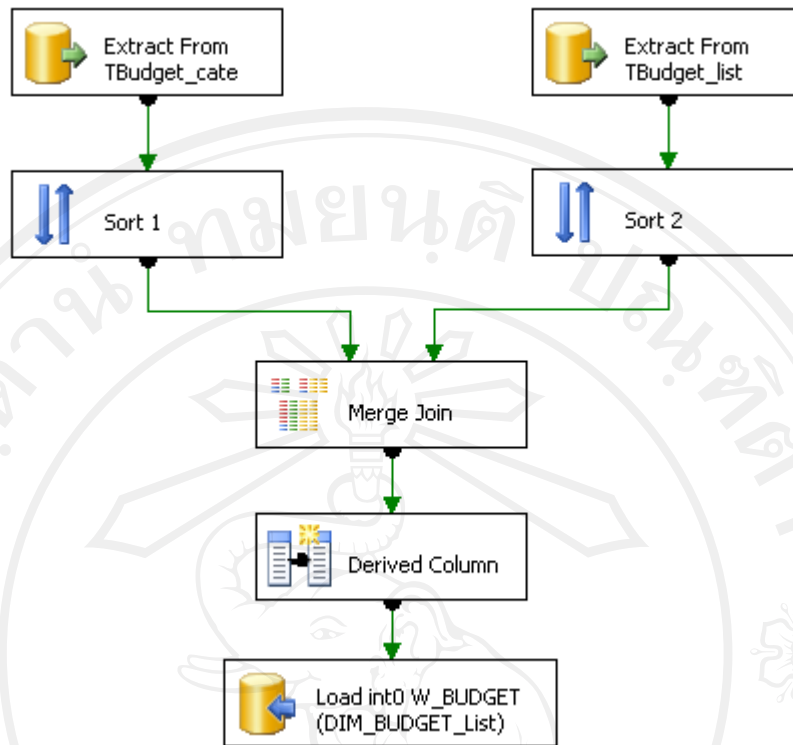 Extract From
TBudget_cate
Extract From
TBudget_list
Sort 1
Sort 2
Merge Join
Derived Column
Load int0 W_BUDGET
(DIM_BUDGET_List)